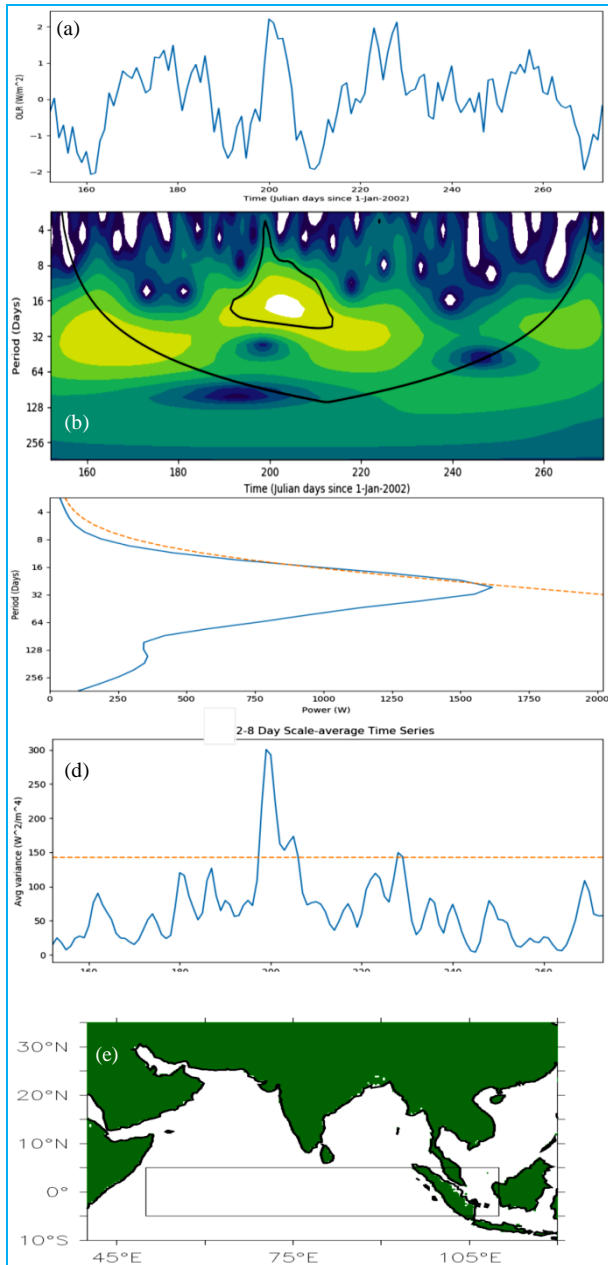 (a)
2
1
0
−1
−2
OLR (W/m^2)
160
180
200
220
240
260
Time (Julian days since 1-Jan-2002)
4
8
16
32
64
128
256
Period (Days)
(b)
160
180
200
220
240
260
Time (Julian days since 1-Jan-2002)
4
8
16
32
64
128
256
Period (Days)
0
250
500
750
1000
1250
1500
1750
2000
Power (W)
2-8 Day Scale-average Time Series
(d)
300
250
200
150
100
50
0
Avg variance (W^2/m^4)
160
180
200
220
240
260
(e)
30°N
20°N
10°N
0°
10°S
45°E
75°E
105°E